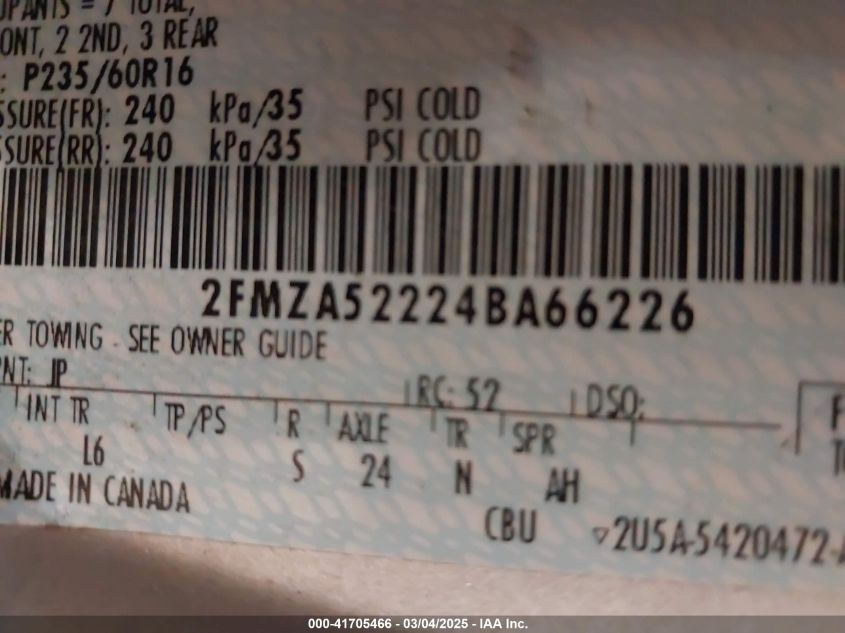 UPANTS = 7 TOTAL,
ONT, 2 2ND, 3 REAR
: P235/60R16
SSURE(FR): 240 kPa/35 PSI COLD
SSURE(RR): 240 kPa/35 PSI COLD
2FMZA52224BA66226
ER TOWING - SEE OWNER GUIDE
PNT: JP RC: 52 DSO:
INT TR TP/PS R AXLE TR SPR
L6 S 24 N AH
MADE IN CANADA
CBU ▽2U5A-5420472-A
000-41705466 - 03/04/2025 - IAA Inc.